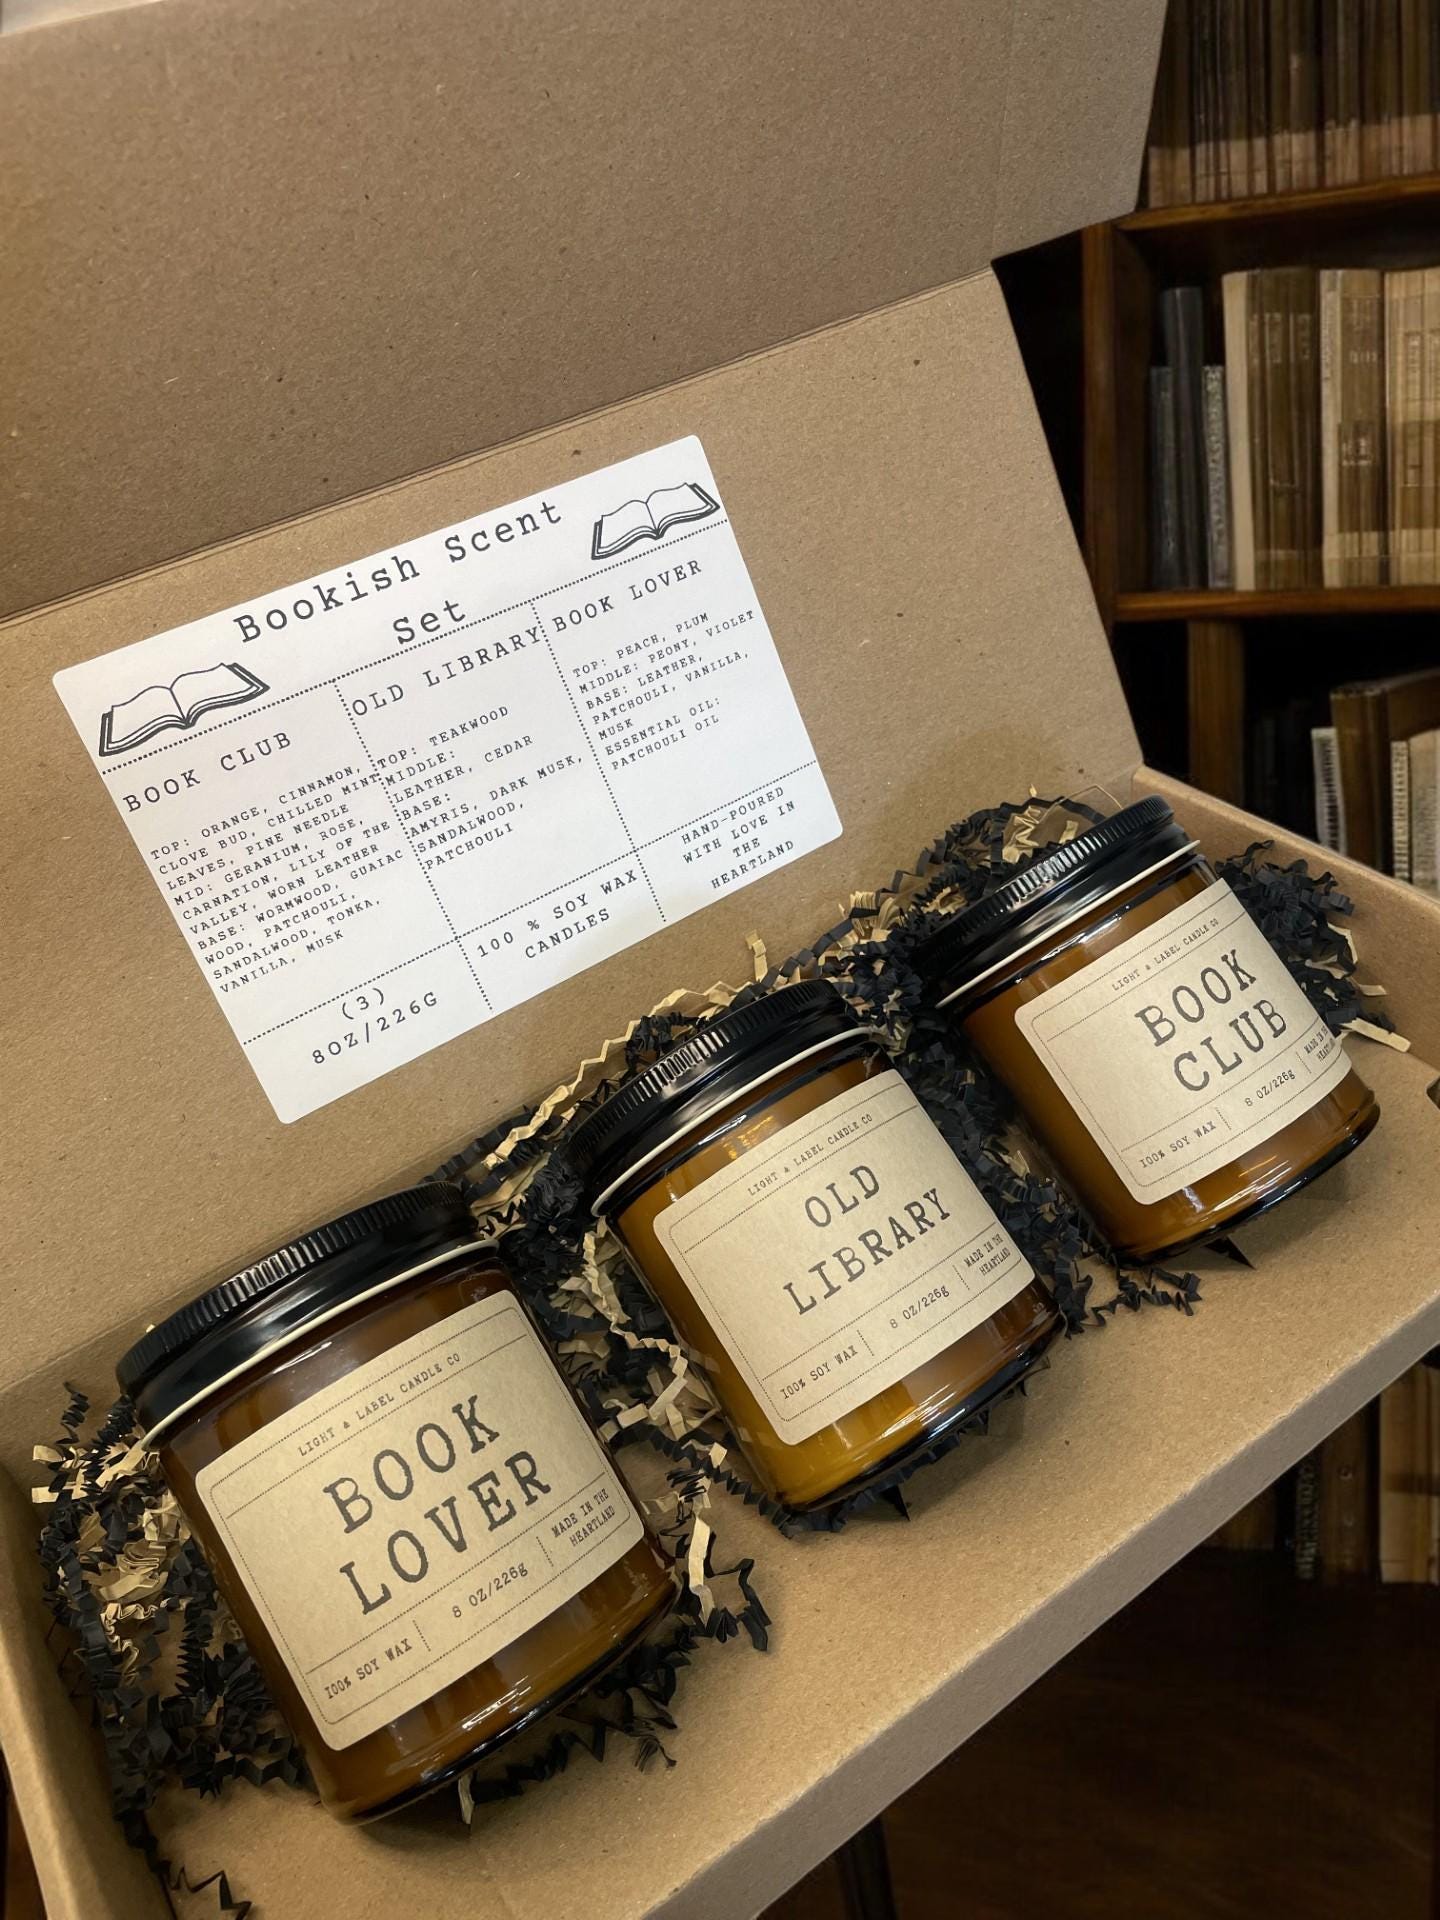 Bookish Scent
Set
BOOK CLUB
TOP: ORANGE, CINNAMON,
CLOVE BUD, CHILLED MINT
LEAVES, PINE NEEDLE
MID: GERANIUM, ROSE,
CARNATION, LILY OF THE
VALLEY, WORN LEATHER
BASE: WORMWOOD, GUAIAC
WOOD, PATCHOULI,
SANDALWOOD, TONKA,
VANILLA, MUSK
OLD LIBRARY
TOP: TEAKWOOD
MIDDLE:
LEATHER, CEDAR
BASE:
AMYRIS, DARK MUSK,
SANDALWOOD,
PATCHOULI
BOOK LOVER
TOP: PEACH, PLUM
MIDDLE: PEONY, VIOLET
BASE: LEATHER,
PATCHOULI, VANILLA,
MUSK
ESSENTIAL OIL:
PATCHOULI OIL
(3)
8OZ/226G
100 % SOY WAX
CANDLES
HAND-POURED
WITH LOVE IN
THE
HEARTLAND
LIGHT & LABEL CANDLE CO
BOOK
LOVER
100% SOY WAX
8 OZ/226g
MADE IN THE
HEARTLAND
LIGHT & LABEL CANDLE CO
OLD
LIBRARY
100% SOY WAX
8 OZ/226g
MADE IN THE
HEARTLAND
LIGHT & LABEL CANDLE CO
BOOK
CLUB
100% SOY WAX
8 OZ/226g
MADE IN